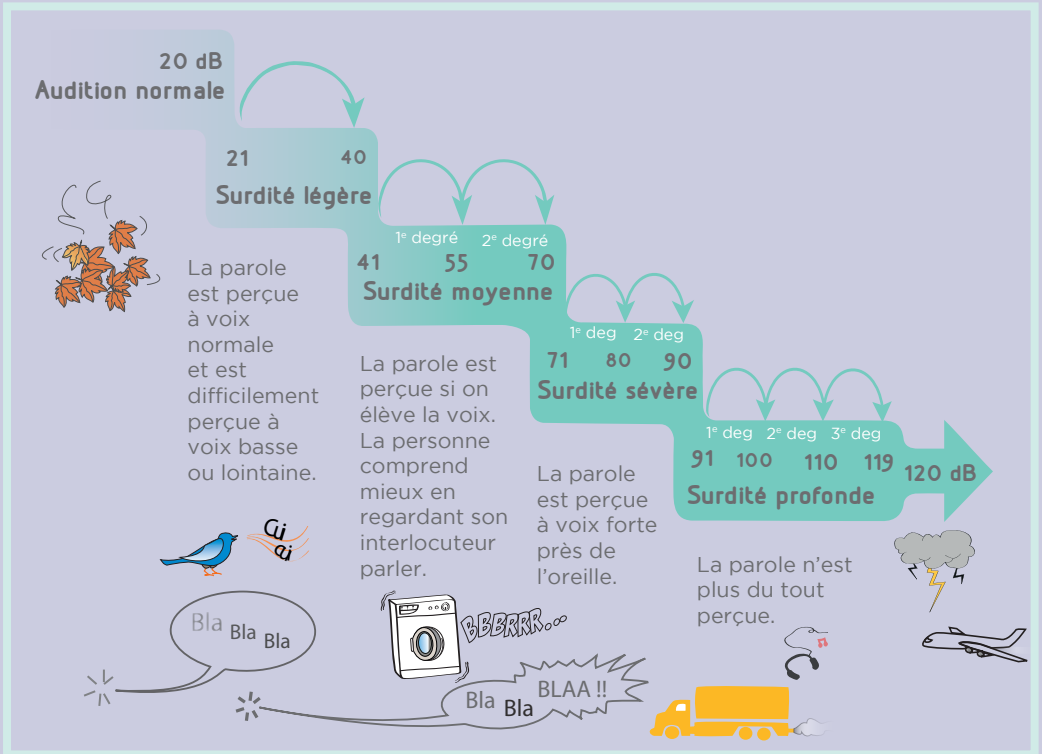 20 dB
Audition normale
21 40
Surdité légère
1e degré 2e degré
41 55 70
Surdité moyenne
1e deg 2e deg
71 80 90
Surdité sévère
1e deg 2e deg 3e deg
91 100 110 119
120 dB
Surdité profonde
La parole
est perçue
à voix
normale
et est
difficilement
perçue à
voix basse
ou lointaine.
La parole est
perçue si on
élève la voix.
La personne
comprend
mieux en
regardant son
interlocuteur
parler.
La parole
est perçue
à voix forte
près de
l’oreille.
La parole n’est
plus du tout
perçue.
Cui
cui
Bla Bla Bla
BBBRRR...
Bla Bla BLAA !!